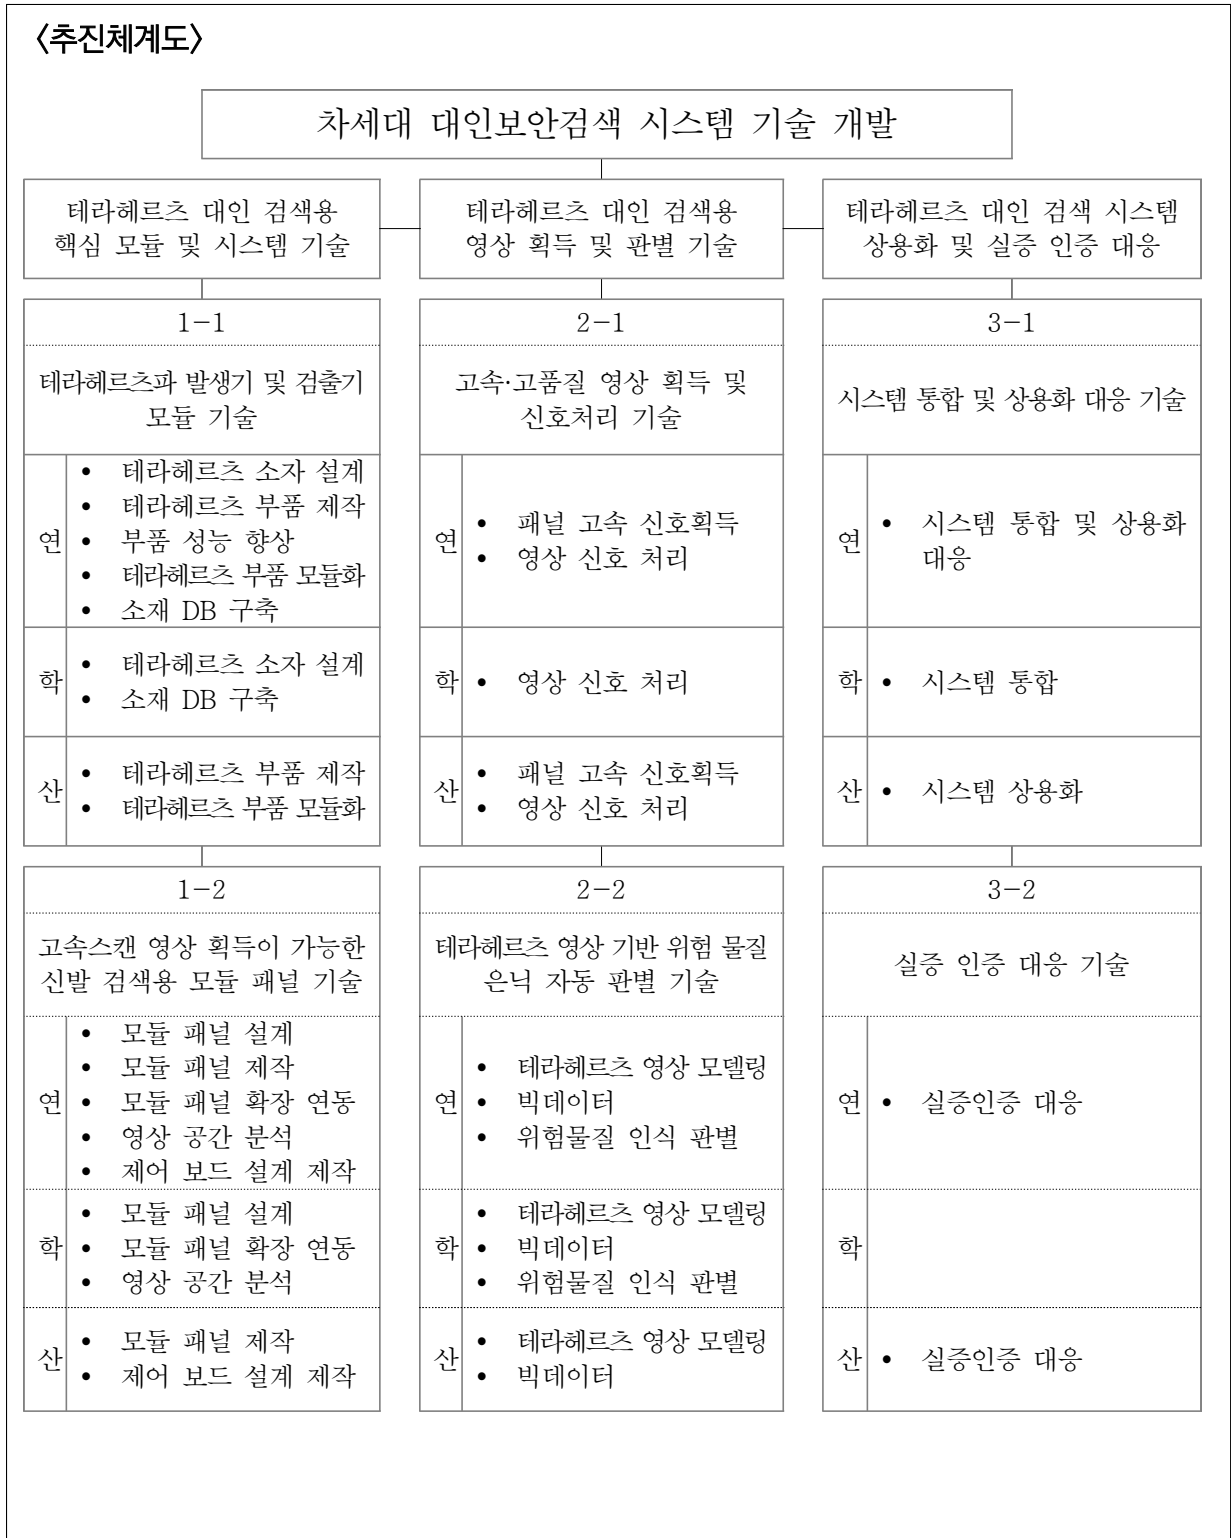 〈추진체계도〉
차세대 대인보안검색 시스템 기술 개발
테라헤르츠 대인 검색용
핵심 모듈 및 시스템 기술
테라헤르츠 대인 검색용
영상 획득 및 판별 기술
테라헤르츠 대인 검색 시스템
상용화 및 실증 인증 대응
1-1
테라헤르츠파 발생기 및 검출기
모듈 기술
연
• 테라헤르츠 소자 설계
• 테라헤르츠 부품 제작
• 부품 성능 향상
• 테라헤르츠 부품 모듈화
• 소재 DB 구축
학
• 테라헤르츠 소자 설계
• 소재 DB 구축
산
• 테라헤르츠 부품 제작
• 테라헤르츠 부품 모듈화
2-1
고속·고품질 영상 획득 및
신호처리 기술
연
• 패널 고속 신호획득
• 영상 신호 처리
학
• 영상 신호 처리
산
• 패널 고속 신호획득
• 영상 신호 처리
3-1
시스템 통합 및 상용화 대응 기술
연
• 시스템 통합 및 상용화
대응
학
• 시스템 통합
산
• 시스템 상용화
1-2
고속스캔 영상 획득이 가능한
신발 검색용 모듈 패널 기술
연
• 모듈 패널 설계
• 모듈 패널 제작
• 모듈 패널 확장 연동
• 영상 공간 분석
• 제어 보드 설계 제작
학
• 모듈 패널 설계
• 모듈 패널 확장 연동
• 영상 공간 분석
산
• 모듈 패널 제작
• 제어 보드 설계 제작
2-2
테라헤르츠 영상 기반 위험 물질
은닉 자동 판별 기술
연
• 테라헤르츠 영상 모델링
• 빅데이터
• 위험물질 인식 판별
학
• 테라헤르츠 영상 모델링
• 빅데이터
• 위험물질 인식 판별
산
• 테라헤르츠 영상 모델링
• 빅데이터
3-2
실증 인증 대응 기술
연
• 실증인증 대응
학
산
• 실증인증 대응